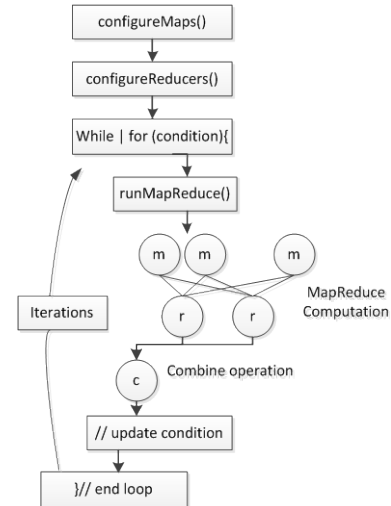 configureMaps()
configureReducers()
While | for (condition){
runMapReduce()
m m m
MapReduce
Computation
Iterations
r r
Combine operation
c
// update condition
}// end loop